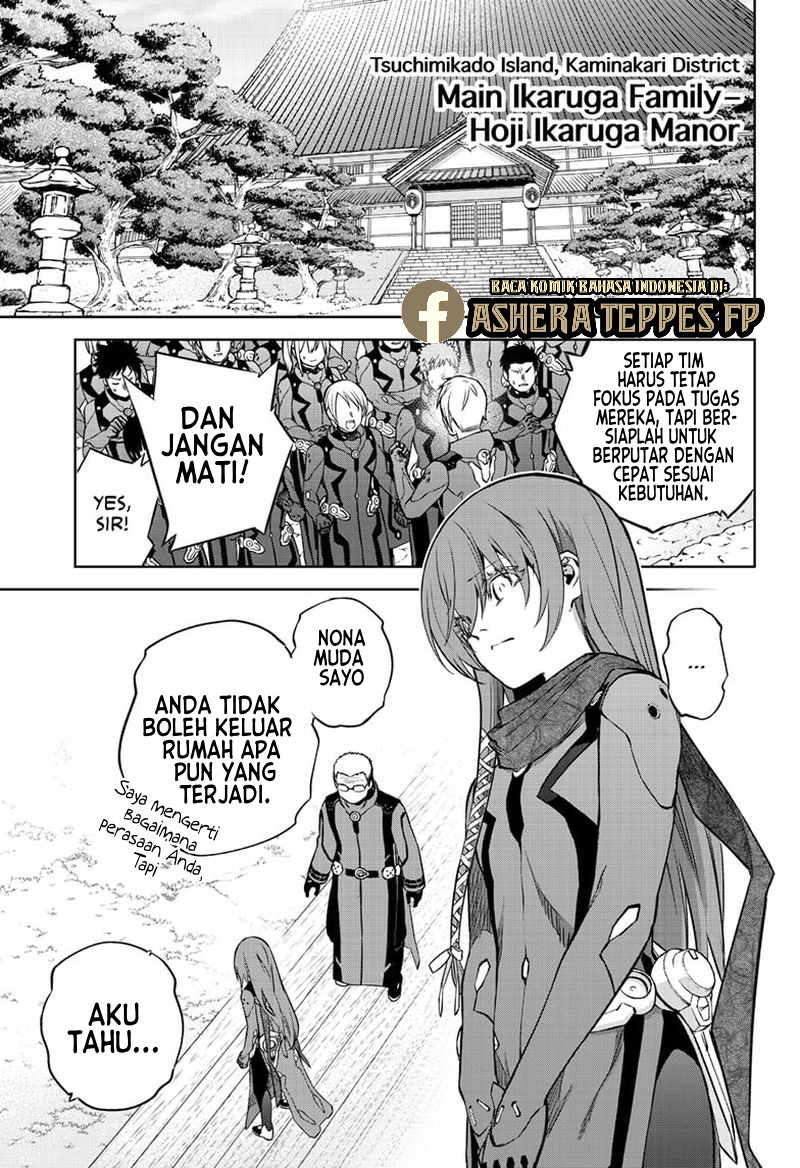 Tsuchimikado Island, Kaminakari District
Main Ikaruga Family–
Hoji Ikaruga Manor
BACA KOMIK BAHASA INDONESIA DI:
f ASHERA TEPPES FP
SETIAP TIM
HARUS TETAP
FOKUS PADA TUGAS
MEREKA, TAPI BER-
SIAPLAH UNTUK
BERPUTAR DENGAN
CEPAT SESUAI
KEBUTUHAN.
DAN
JANGAN
MATI!
YES,
SIR!
...
NONA
MUDA
SAYO
ANDA TIDAK
BOLEH KELUAR
RUMAH APA
PUN YANG
TERJADI.
Saya mengerti
Bagaimana
perasaan Anda,
Tapi
AKU
TAHU...